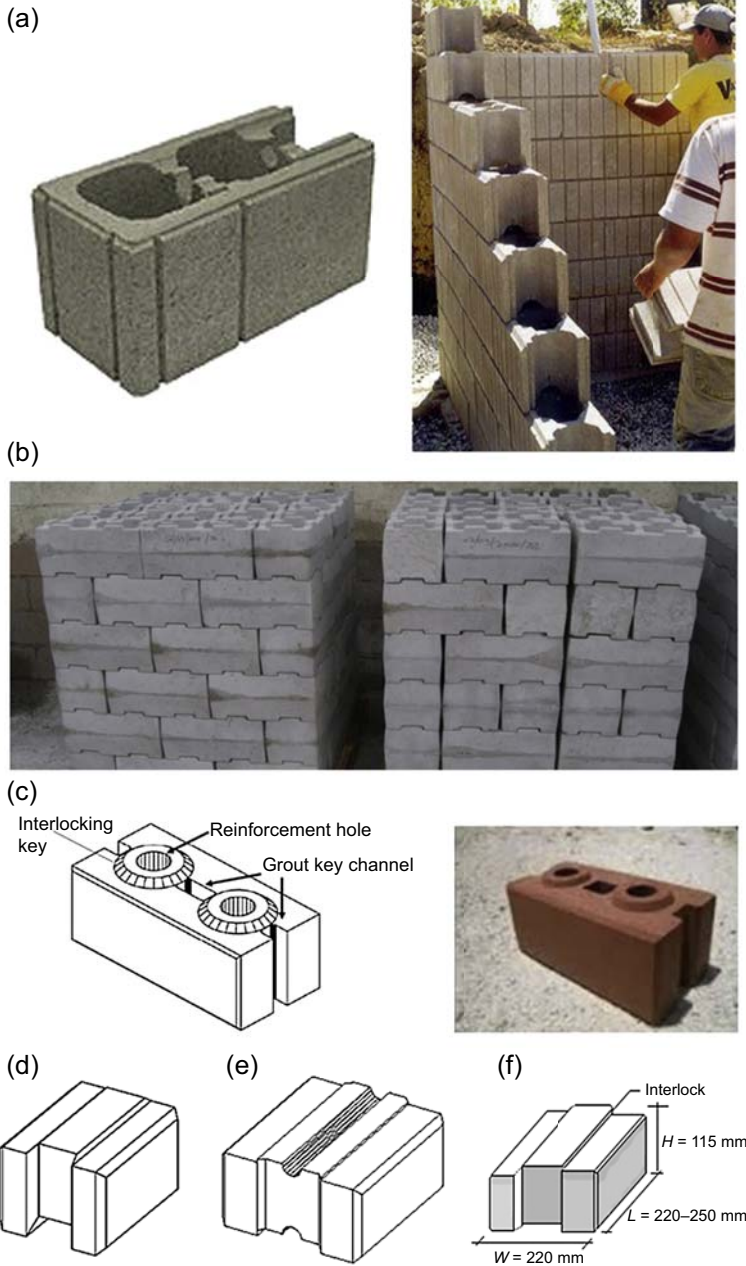 (a)
V
(b)
(c)
Interlocking
key
Reinforcement hole
Grout key channel
(d)
(e)
(f)
Interlock
H = 115 mm
L = 220–250 mm
W = 220 mm